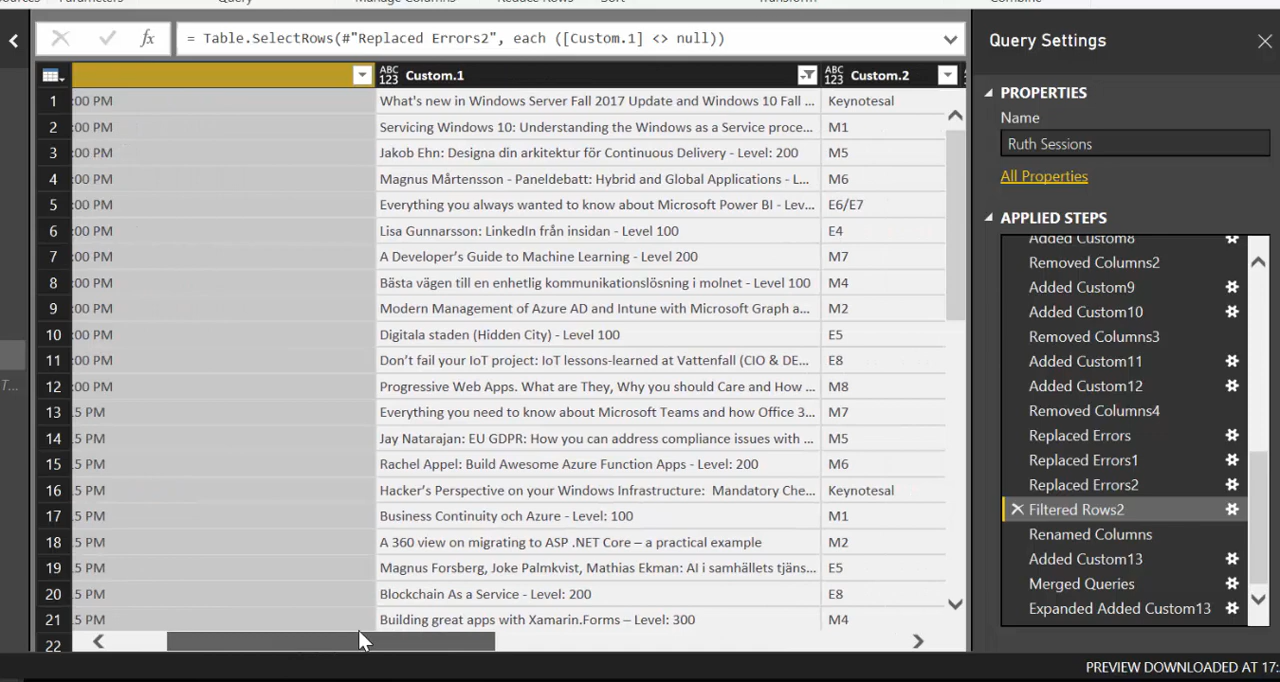 Parameters Query Manage Columns Reduce Rows Sort Transform Combine
fx = Table.SelectRows(#"Replaced Errors2", each ([Custom.1] <> null))
ABC 123 Custom.1 ABC 123 Custom.2
1 :00 PM What's new in Windows Server Fall 2017 Update and Windows 10 Fall ... Keynotesal
2 :00 PM Servicing Windows 10: Understanding the Windows as a Service proce... M1
3 :00 PM Jakob Ehn: Designa din arkitektur för Continuous Delivery - Level: 200 M5
4 :00 PM Magnus Mårtensson - Paneldebatt: Hybrid and Global Applications - L... M6
5 :00 PM Everything you always wanted to know about Microsoft Power BI - Lev... E6/E7
6 :00 PM Lisa Gunnarsson: LinkedIn från insidan - Level 100 E4
7 :00 PM A Developer's Guide to Machine Learning - Level 200 M7
8 :00 PM Bästa vägen till en enhetlig kommunikationslösning i molnet - Level 100 M4
9 :00 PM Modern Management of Azure AD and Intune with Microsoft Graph a... M2
10 :00 PM Digitala staden (Hidden City) - Level 100 E5
11 :00 PM Don't fail your IoT project: IoT lessons-learned at Vattenfall (CIO & DE... E8
12 :00 PM Progressive Web Apps. What are They, Why you should Care and How ... M8
13 .5 PM Everything you need to know about Microsoft Teams and how Office 3... M7
14 .5 PM Jay Natarajan: EU GDPR: How you can address compliance issues with ... M5
15 .5 PM Rachel Appel: Build Awesome Azure Function Apps - Level: 200 M6
16 .5 PM Hacker's Perspective on your Windows Infrastructure: Mandatory Che... Keynotesal
17 .5 PM Business Continuity och Azure - Level: 100 M1
18 .5 PM A 360 view on migrating to ASP .NET Core – a practical example M2
19 .5 PM Magnus Forsberg, Joke Palmkvist, Mathias Ekman: AI i samhällets tjäns... E5
20 .5 PM Blockchain As a Service - Level: 200 E8
21 .5 PM Building great apps with Xamarin.Forms – Level: 300 M4
22
Query Settings
PROPERTIES
Name
Ruth Sessions
All Properties
APPLIED STEPS
Added Custom8
Removed Columns2
Added Custom9
Added Custom10
Removed Columns3
Added Custom11
Added Custom12
Removed Columns4
Replaced Errors
Replaced Errors1
Replaced Errors2
Filtered Rows2
Renamed Columns
Added Custom13
Merged Queries
Expanded Added Custom13
PREVIEW DOWNLOADED AT 17: